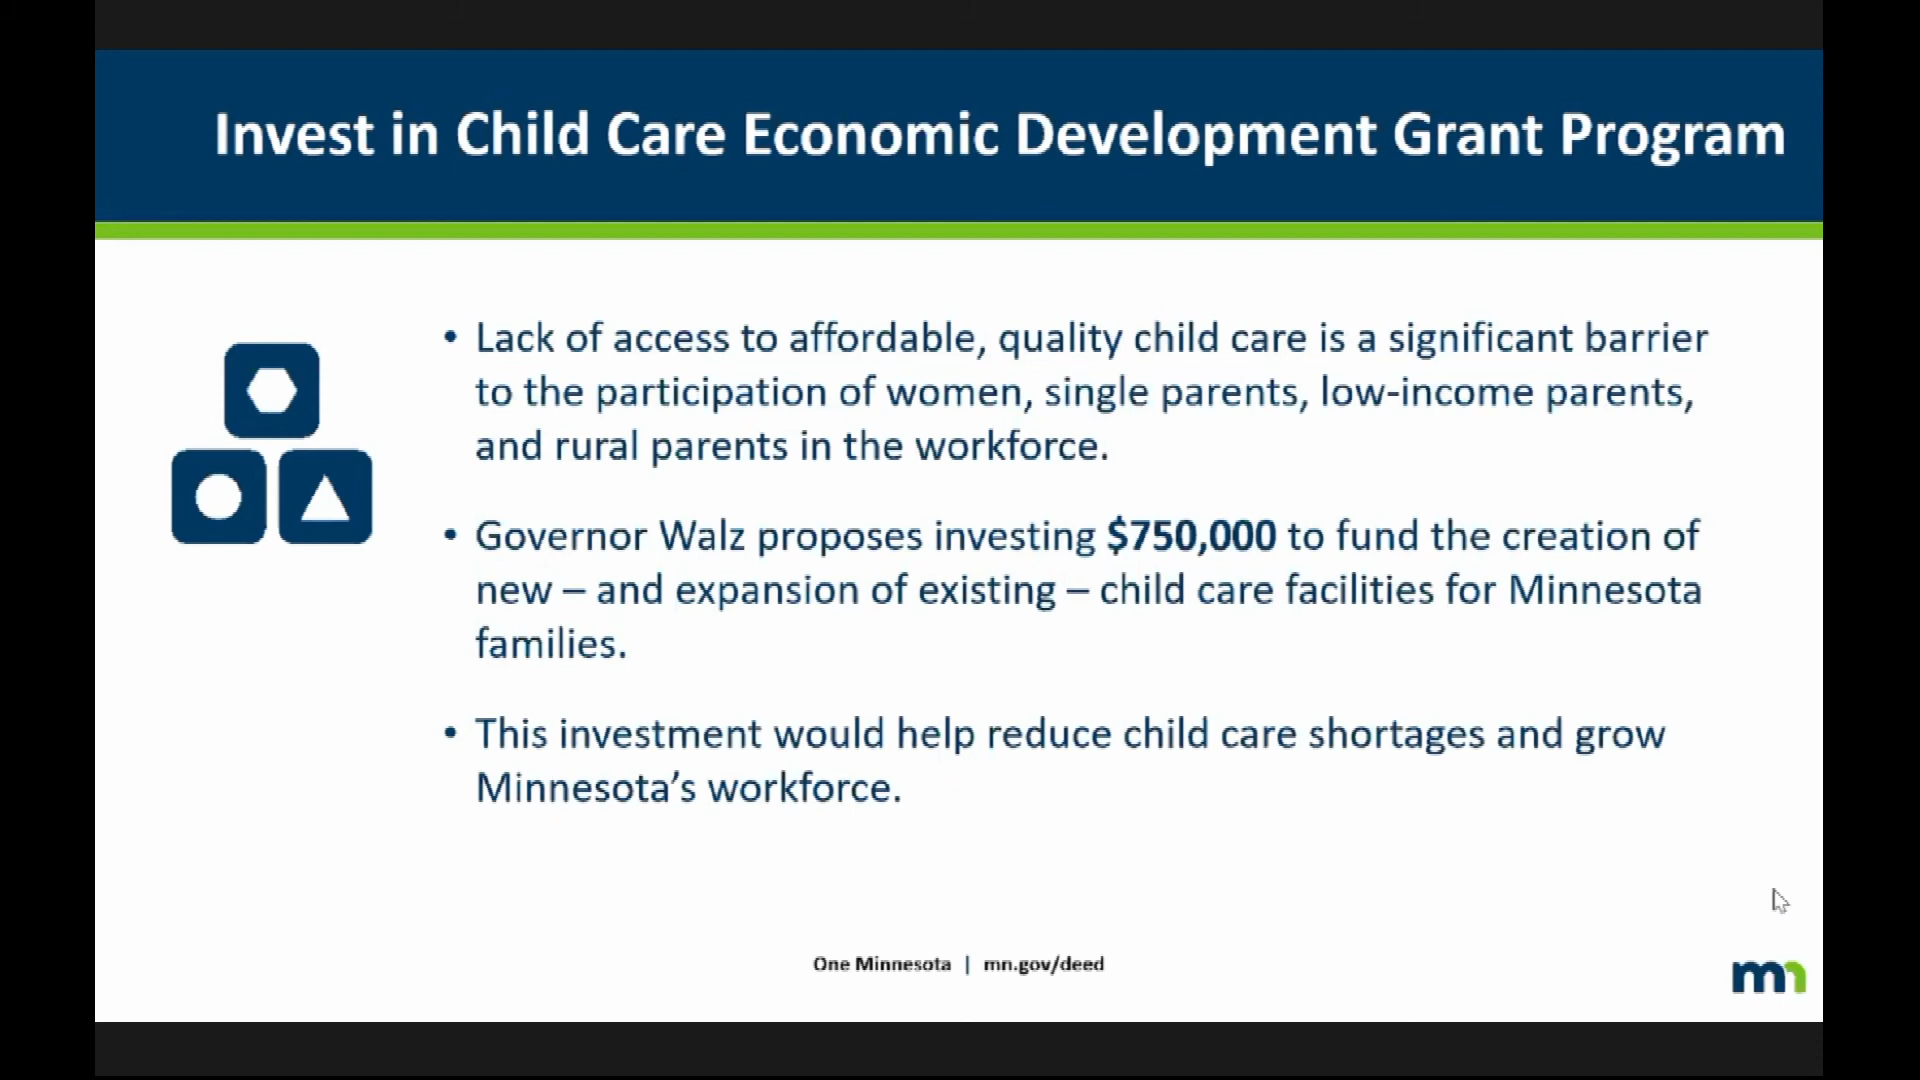 Invest in Child Care Economic Development Grant Program
• Lack of access to affordable, quality child care is a significant barrier
to the participation of women, single parents, low-income parents,
and rural parents in the workforce.
• Governor Walz proposes investing $750,000 to fund the creation of
new – and expansion of existing – child care facilities for Minnesota
families.
• This investment would help reduce child care shortages and grow
Minnesota’s workforce.
One Minnesota | mn.gov/deed
mn